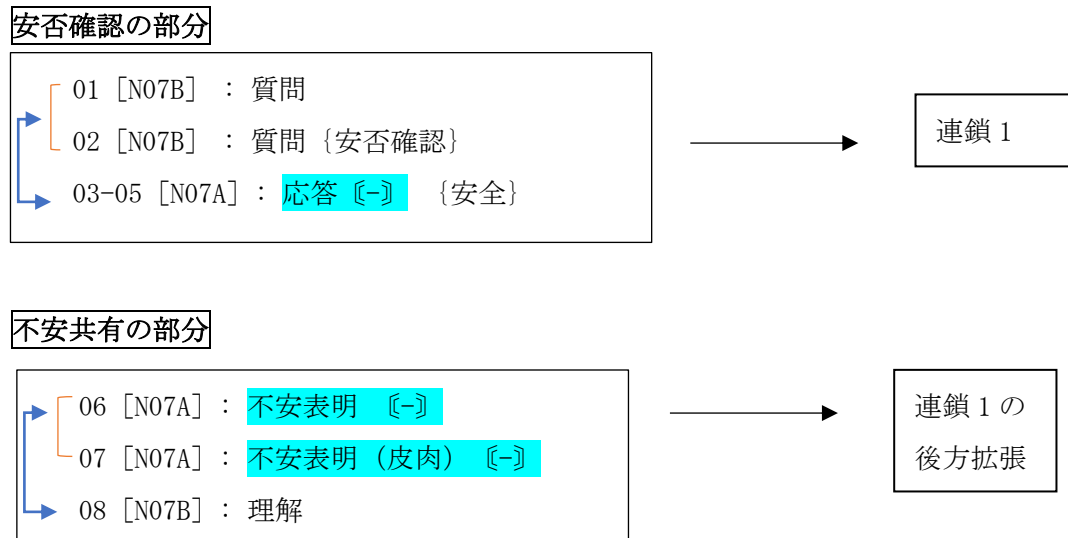 安否確認の部分
01 [N07B] : 質問
02 [N07B] : 質問 {安否確認}
03-05 [N07A] : 応答〔-〕 {安全}
連鎖 1
不安共有の部分
06 [N07A] : 不安表明 〔-〕
07 [N07A] : 不安表明 (皮肉) 〔-〕
08 [N07B] : 理解
連鎖 1 の
後方拡張